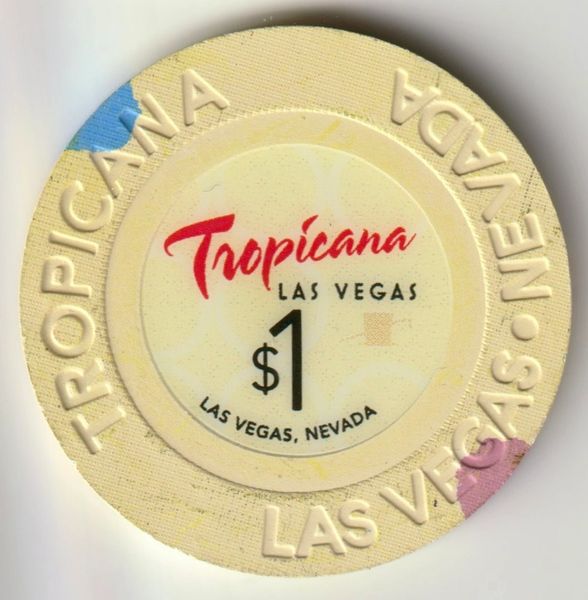 TROPICANA
LAS VEGAS • NEVADA
Tropicana
LAS VEGAS
$1
LAS VEGAS, NEVADA